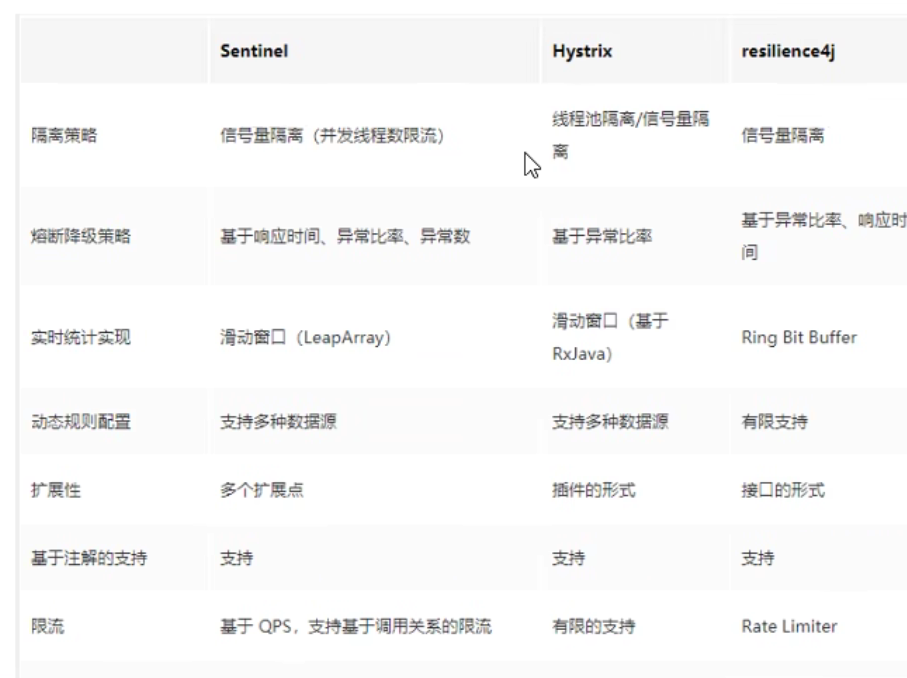 Sentinel Hystrix resilience4j
隔离策略 信号量隔离（并发线程数限流） 线程池隔离/信号量隔离 信号量隔离
熔断降级策略 基于响应时间、异常比率、异常数 基于异常比率 基于异常比率、响应时间
实时统计实现 滑动窗口（LeapArray） 滑动窗口（基于 RxJava） Ring Bit Buffer
动态规则配置 支持多种数据源 支持多种数据源 有限支持
扩展性 多个扩展点 插件的形式 接口的形式
基于注解的支持 支持 支持 支持
限流 基于 QPS，支持基于调用关系的限流 有限的支持 Rate Limiter